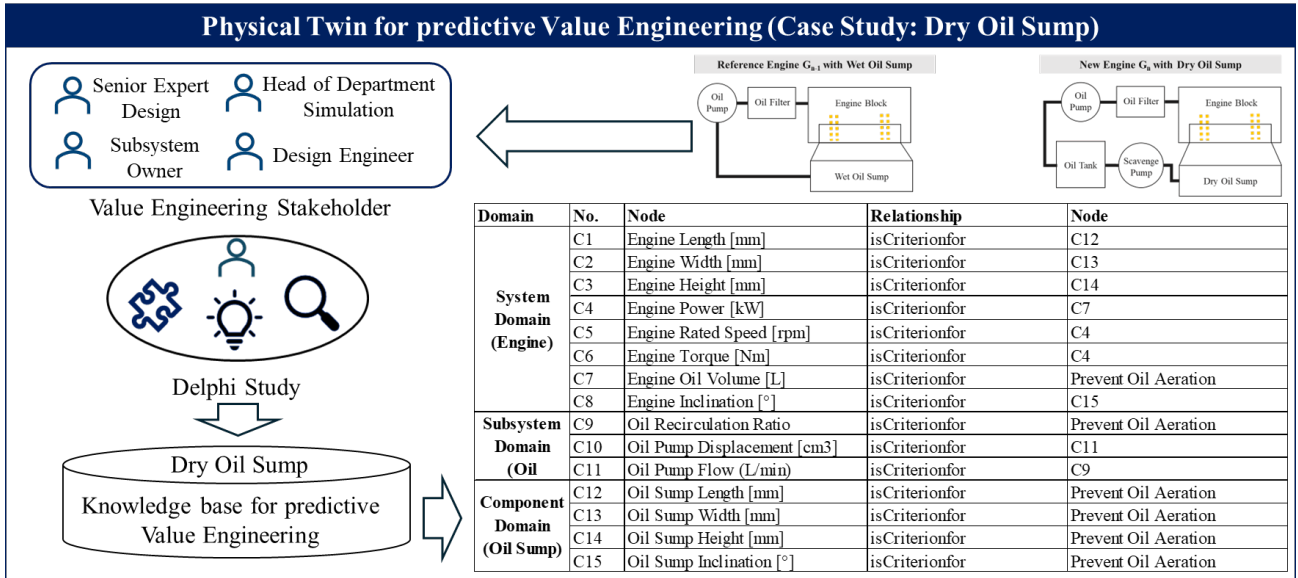 Physical Twin for predictive Value Engineering (Case Study: Dry Oil Sump)
Senior Expert
Design
Head of Department
Simulation
Subsystem
Owner
Design Engineer
Value Engineering Stakeholder
Delphi Study
Dry Oil Sump
Knowledge base for predictive
Value Engineering
Reference Engine Gn-1 with Wet Oil Sump
Oil
Pump
Oil Filter
Engine Block
Wet Oil Sump
New Engine Gn with Dry Oil Sump
Oil
Pump
Oil Filter
Engine Block
Oil Tank
Scavenge
Pump
Dry Oil Sump
Domain No. Node Relationship Node
System
Domain
(Engine)
C1 Engine Length [mm] isCriterionfor C12
C2 Engine Width [mm] isCriterionfor C13
C3 Engine Height [mm] isCriterionfor C14
C4 Engine Power [kW] isCriterionfor C7
C5 Engine Rated Speed [rpm] isCriterionfor C4
C6 Engine Torque [Nm] isCriterionfor C4
C7 Engine Oil Volume [L] isCriterionfor Prevent Oil Aeration
C8 Engine Inclination [°] isCriterionfor C15
Subsystem
Domain
(Oil
C9 Oil Recirculation Ratio isCriterionfor Prevent Oil Aeration
C10 Oil Pump Displacement [cm3] isCriterionfor C11
C11 Oil Pump Flow (L/min) isCriterionfor C9
Component
Domain
(Oil Sump)
C12 Oil Sump Length [mm] isCriterionfor Prevent Oil Aeration
C13 Oil Sump Width [mm] isCriterionfor Prevent Oil Aeration
C14 Oil Sump Height [mm] isCriterionfor Prevent Oil Aeration
C15 Oil Sump Inclination [°] isCriterionfor Prevent Oil Aeration